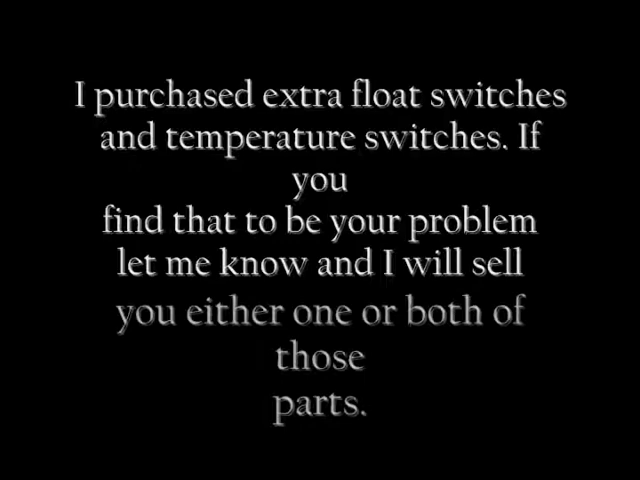 I purchased extra float switches
and temperature switches. If
you
find that to be your problem
let me know and I will sell
you either one or both of
those
parts.